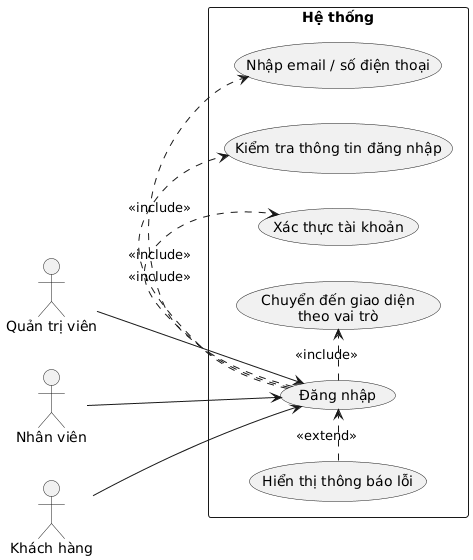 Hệ thống
Nhập email / số điện thoại
Kiểm tra thông tin đăng nhập
«include»
Xác thực tài khoản
«include»
«include»
Chuyển đến giao diện
theo vai trò
Quản trị viên
«include»
Đăng nhập
Nhân viên
«extend»
Hiển thị thông báo lỗi
Khách hàng